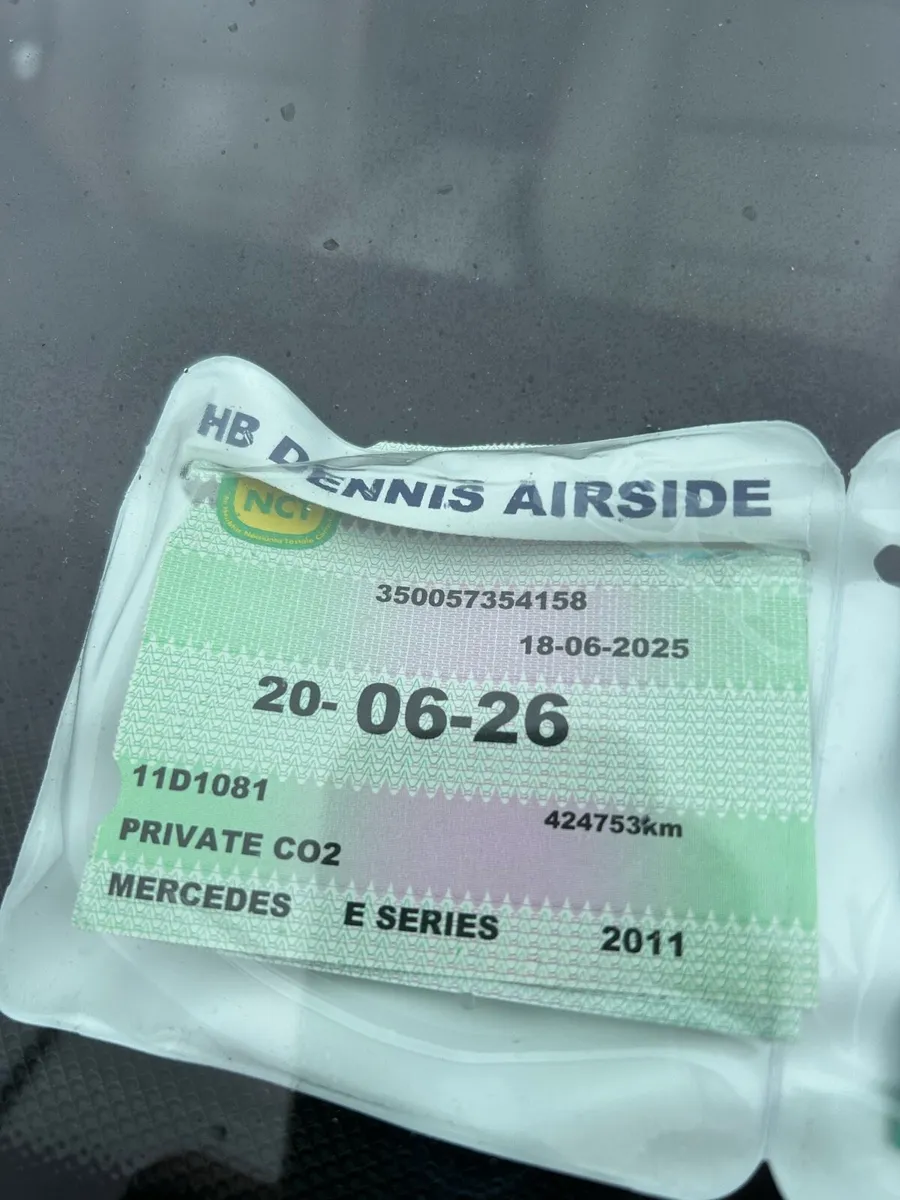 HB DENNIS AIRSIDE
NCT
350057354158
18-06-2025
20-06-26
11D1081
424753km
PRIVATE CO2
MERCEDES E SERIES 2011